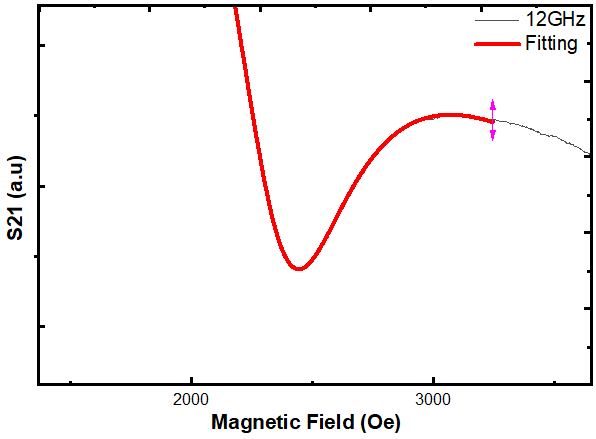 12GHz
Fitting
S21 (a.u)
2000
3000
Magnetic Field (Oe)